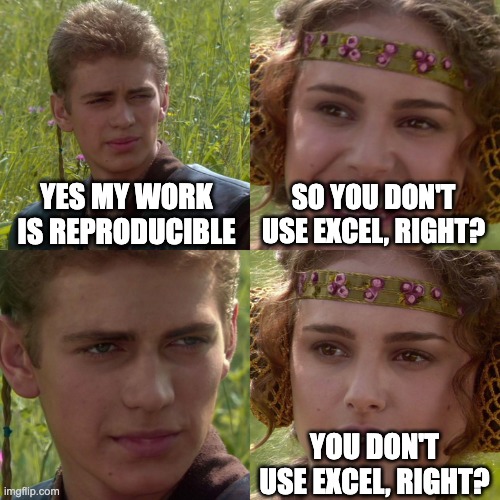 YES MY WORK
IS REPRODUCIBLE
SO YOU DON'T
USE EXCEL, RIGHT?
YOU DON'T
USE EXCEL, RIGHT?
imgflip.com